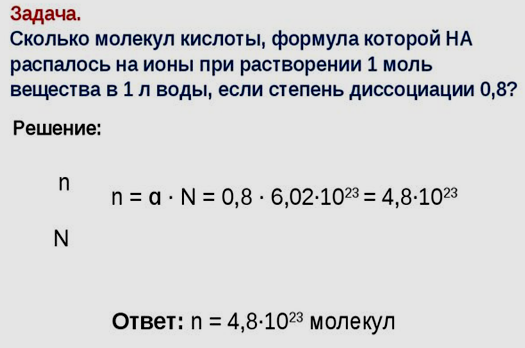 Задача.
Сколько молекул кислоты, формула которой НА
распалось на ионы при растворении 1 моль
вещества в 1 л воды, если степень диссоциации 0,8?
Решение:
n
n = α · N = 0,8 · 6,02·10²³ = 4,8·10²³
N
Ответ: n = 4,8·10²³ молекул